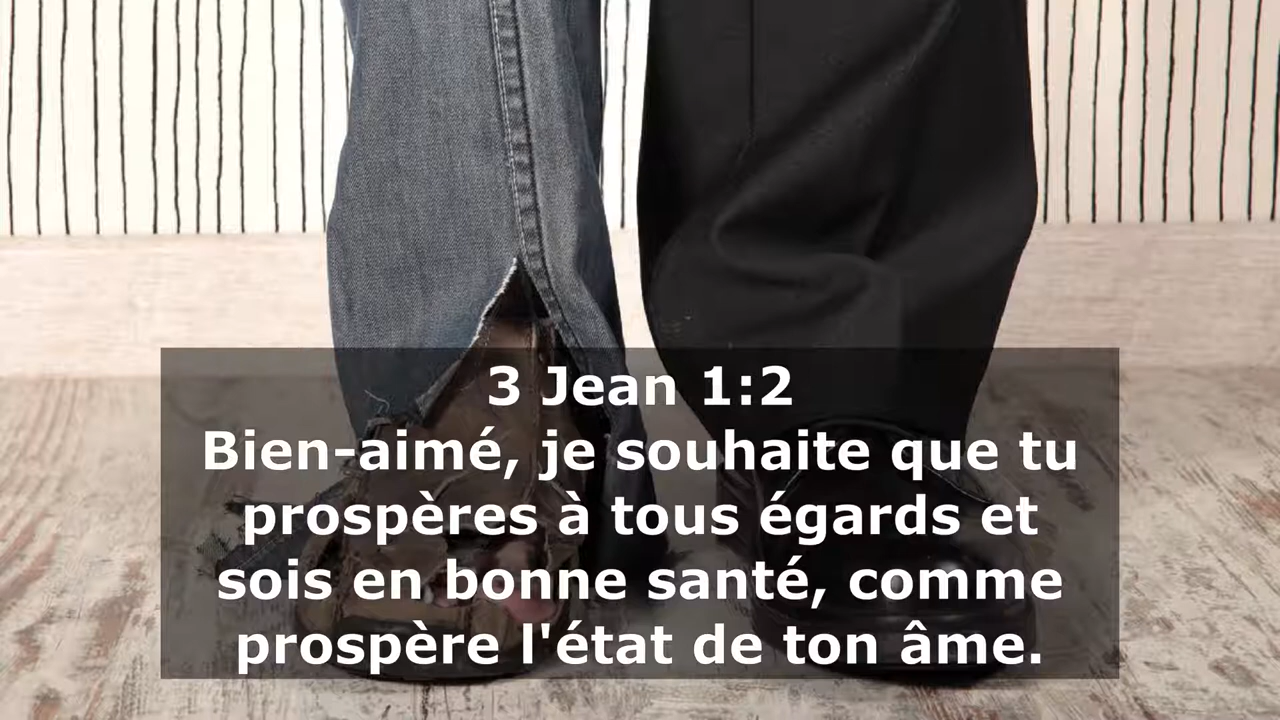 3 Jean 1:2
Bien-aimé, je souhaite que tu
prospères à tous égards et
sois en bonne santé, comme
prospère l'état de ton âme.